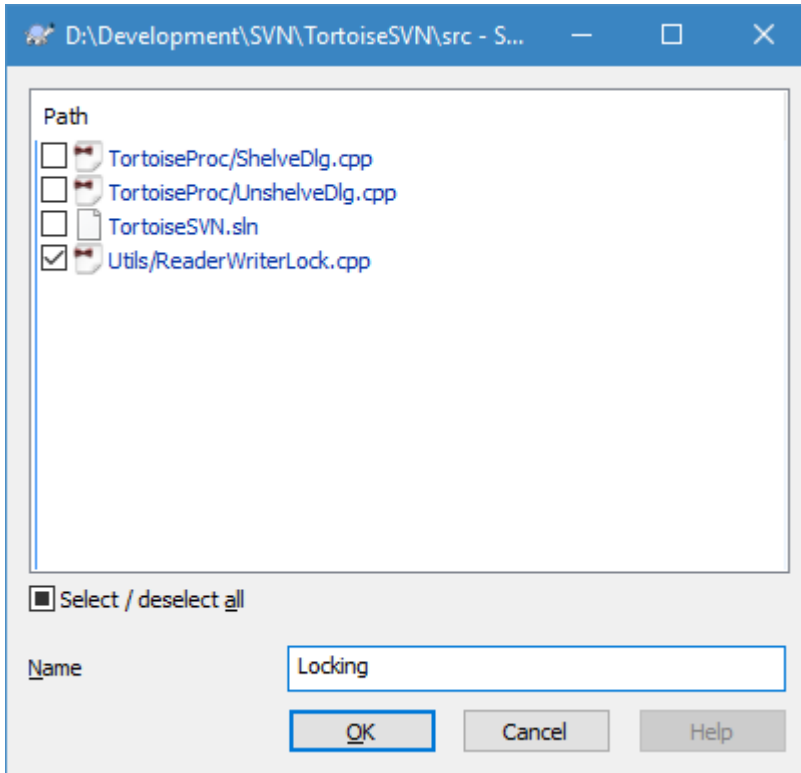 D:\Development\SVN\TortoiseSVN\src - S...
Path
TortoiseProc/ShelveDlg.cpp
TortoiseProc/UnshelveDlg.cpp
TortoiseSVN.sln
Utils/ReaderWriterLock.cpp
Select / deselect all
Name Locking
OK Cancel Help